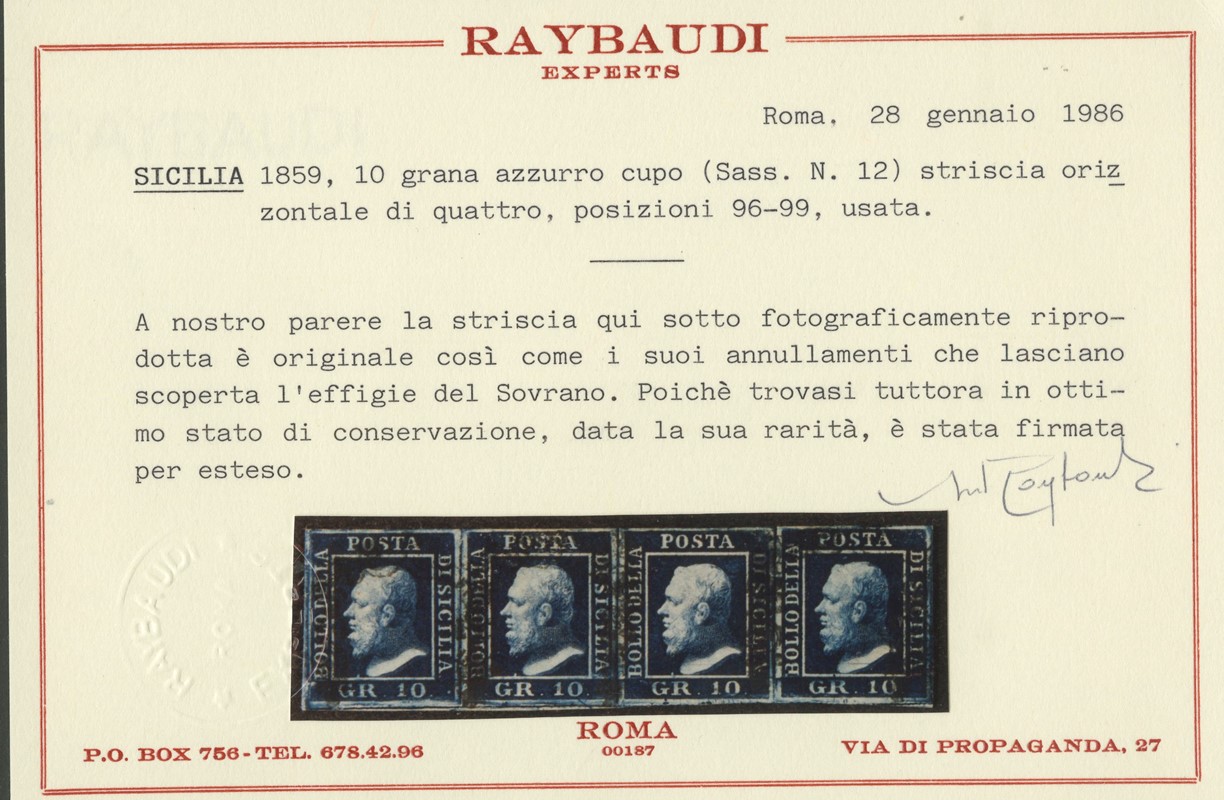 RAYBAUDI
EXPERTS
Roma, 28 gennaio 1986
SICILIA 1859, 10 grana azzurro cupo (Sass. N. 12) striscia oriz
zontale di quattro, posizioni 96-99, usata.
A nostro parere la striscia qui sotto fotograficamente ripro-
dotta è originale così come i suoi annullamenti che lasciano
scoperta l'effigie del Sovrano. Poichè trovasi tuttora in otti-
mo stato di conservazione, data la sua rarità, è stata firmata
per esteso.
RAYBAUDI
BOLLO DELLA POSTA DI SICILIA GR. 10
BOLLO DELLA POSTA DI SICILIA GR. 10
BOLLO DELLA POSTA DI SICILIA GR. 10
BOLLO DELLA POSTA DI SICILIA GR. 10
ROMA
00187
P.O. BOX 756-TEL. 678.42.96
VIA DI PROPAGANDA, 27